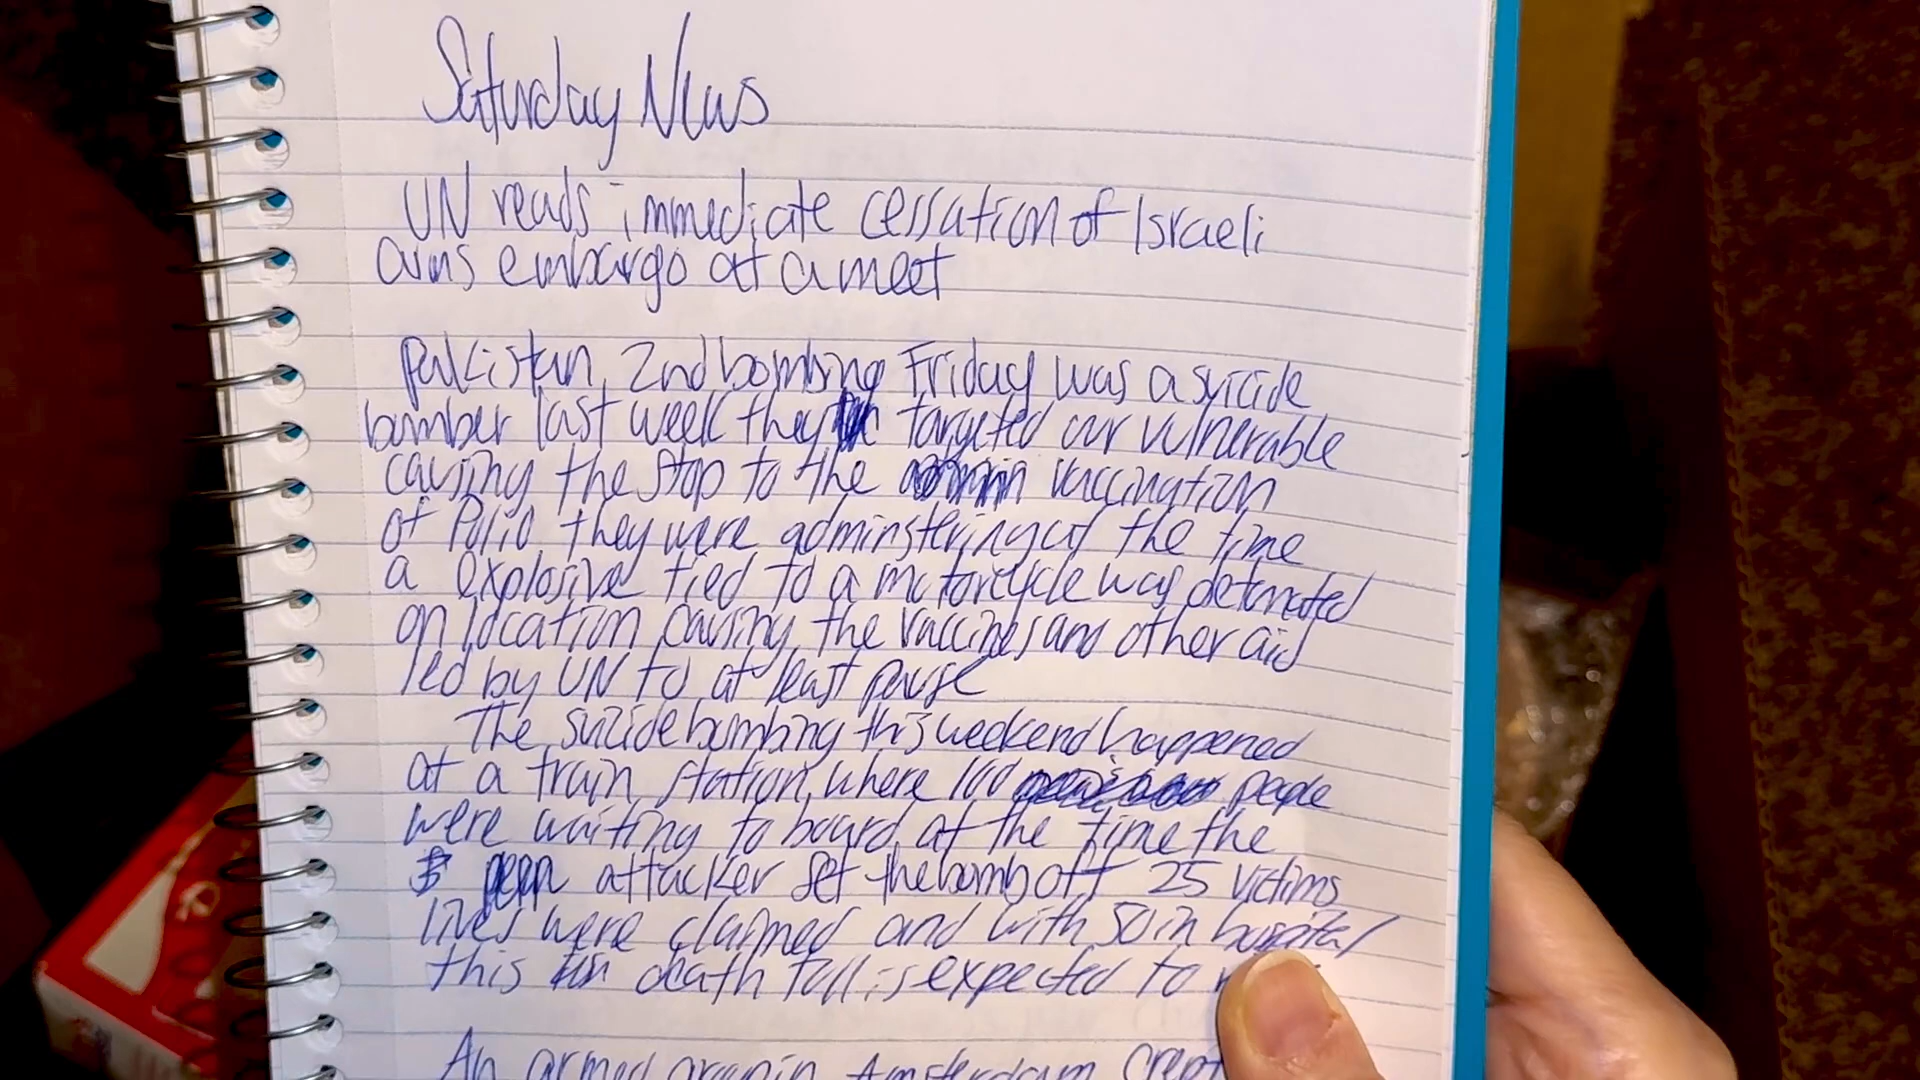 Saturday News
UN reads immediate cessation of Israeli
arms embargo at a meet
Pakistan, 2nd bombing Friday was a suicide
bomber last week they targeted our vulnerable
causing the stop to the vaccination
of Polio they were adminstering at the time
a explosive tied to a motorcycle was detonated
on location causing the vaccines and other aid
led by UN to at least pause
The suicide bombing this weekend happened
at a train station, where 100 people
were waiting to board at the time the
attacker set the bomb off 25 victims
lives were claimed and with 50 in hospital
this death toll is expected to
An armed group in Amsterdam